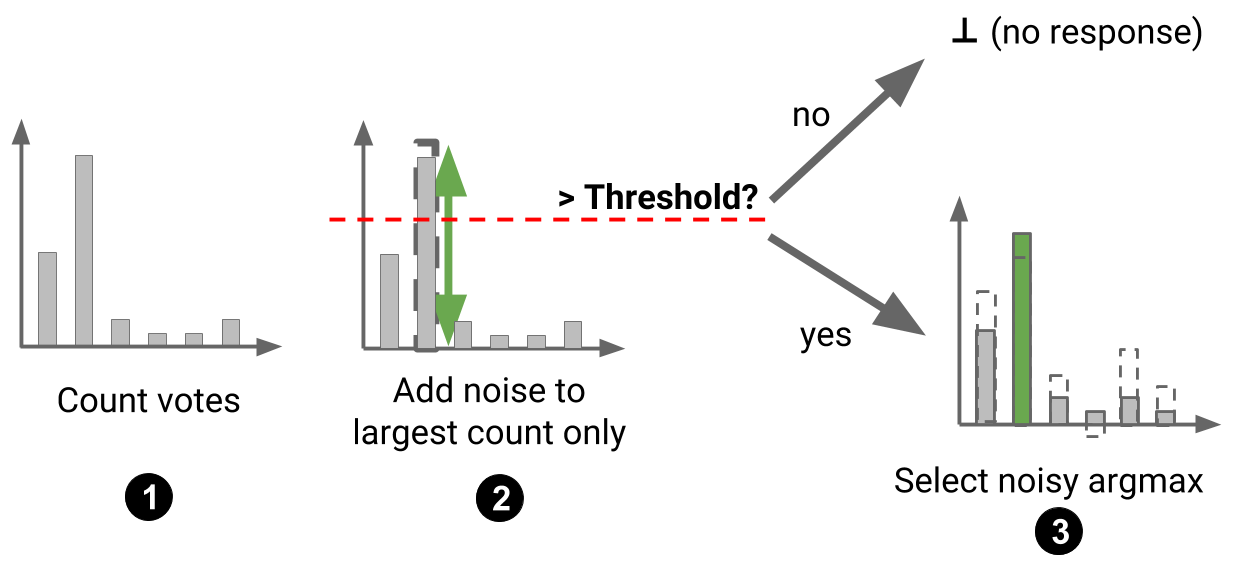 Count votes
1
Add noise to
largest count only
2
> Threshold?
no
⊥ (no response)
yes
Select noisy argmax
3